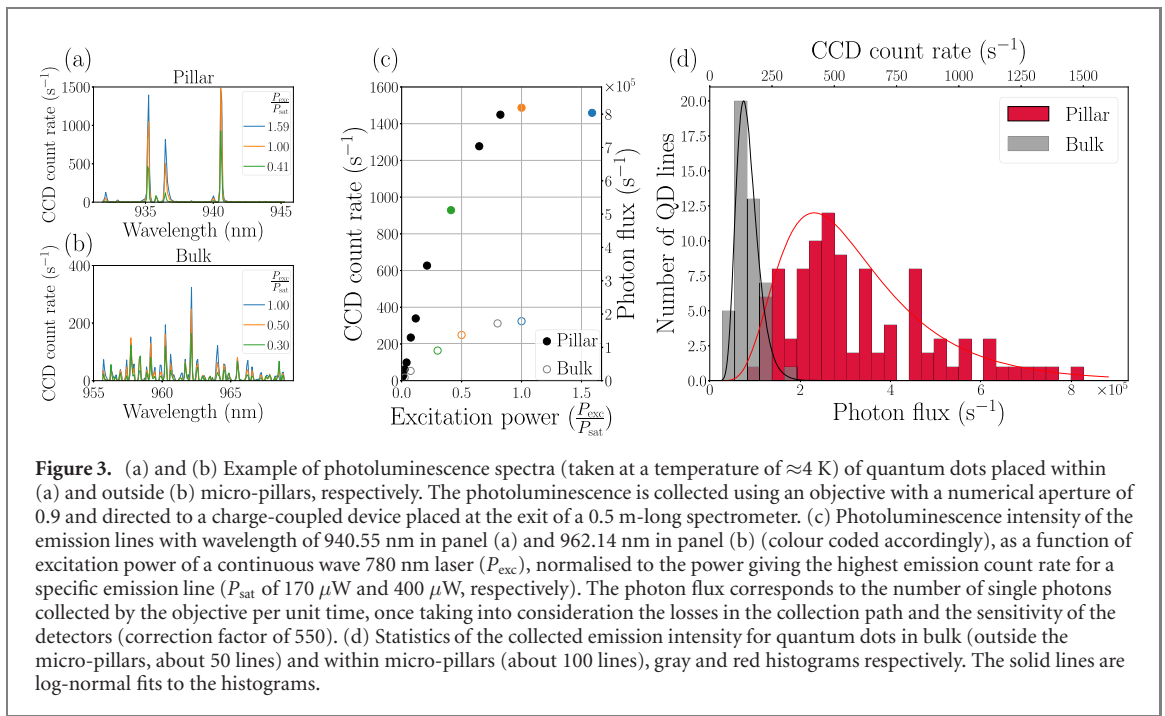 (a)
Pillar
CCD count rate (s⁻¹)
1500
1000
500
0
P_exc/P_sat
1.59
1.00
0.41
935 940 945
Wavelength (nm)
(b)
Bulk
CCD count rate (s⁻¹)
400
200
0
P_exc/P_sat
1.00
0.50
0.30
955 960 965
Wavelength (nm)
(c)
×10⁵
CCD count rate (s⁻¹)
1600
1400
1200
1000
800
600
400
200
0
8
7
6
5
4
3
2
1
0
Photon flux (s⁻¹)
Pillar
Bulk
0.0 0.5 1.0 1.5
Excitation power (P_exc/P_sat)
(d)
CCD count rate (s⁻¹)
0 250 500 750 1000 1250 1500
Number of QD lines
20.0
17.5
15.0
12.5
10.0
7.5
5.0
2.5
0.0
Pillar
Bulk
0 2 4 6 8 ×10⁵
Photon flux (s⁻¹)
Figure 3. (a) and (b) Example of photoluminescence spectra (taken at a temperature of ≈4 K) of quantum dots placed within
(a) and outside (b) micro-pillars, respectively. The photoluminescence is collected using an objective with a numerical aperture of
0.9 and directed to a charge-coupled device placed at the exit of a 0.5 m-long spectrometer. (c) Photoluminescence intensity of the
emission lines with wavelength of 940.55 nm in panel (a) and 962.14 nm in panel (b) (colour coded accordingly), as a function of
excitation power of a continuous wave 780 nm laser (P_exc), normalised to the power giving the highest emission count rate for a
specific emission line (P_sat of 170 μW and 400 μW, respectively). The photon flux corresponds to the number of single photons
collected by the objective per unit time, once taking into consideration the losses in the collection path and the sensitivity of the
detectors (correction factor of 550). (d) Statistics of the collected emission intensity for quantum dots in bulk (outside the
micro-pillars, about 50 lines) and within micro-pillars (about 100 lines), gray and red histograms respectively. The solid lines are
log-normal fits to the histograms.